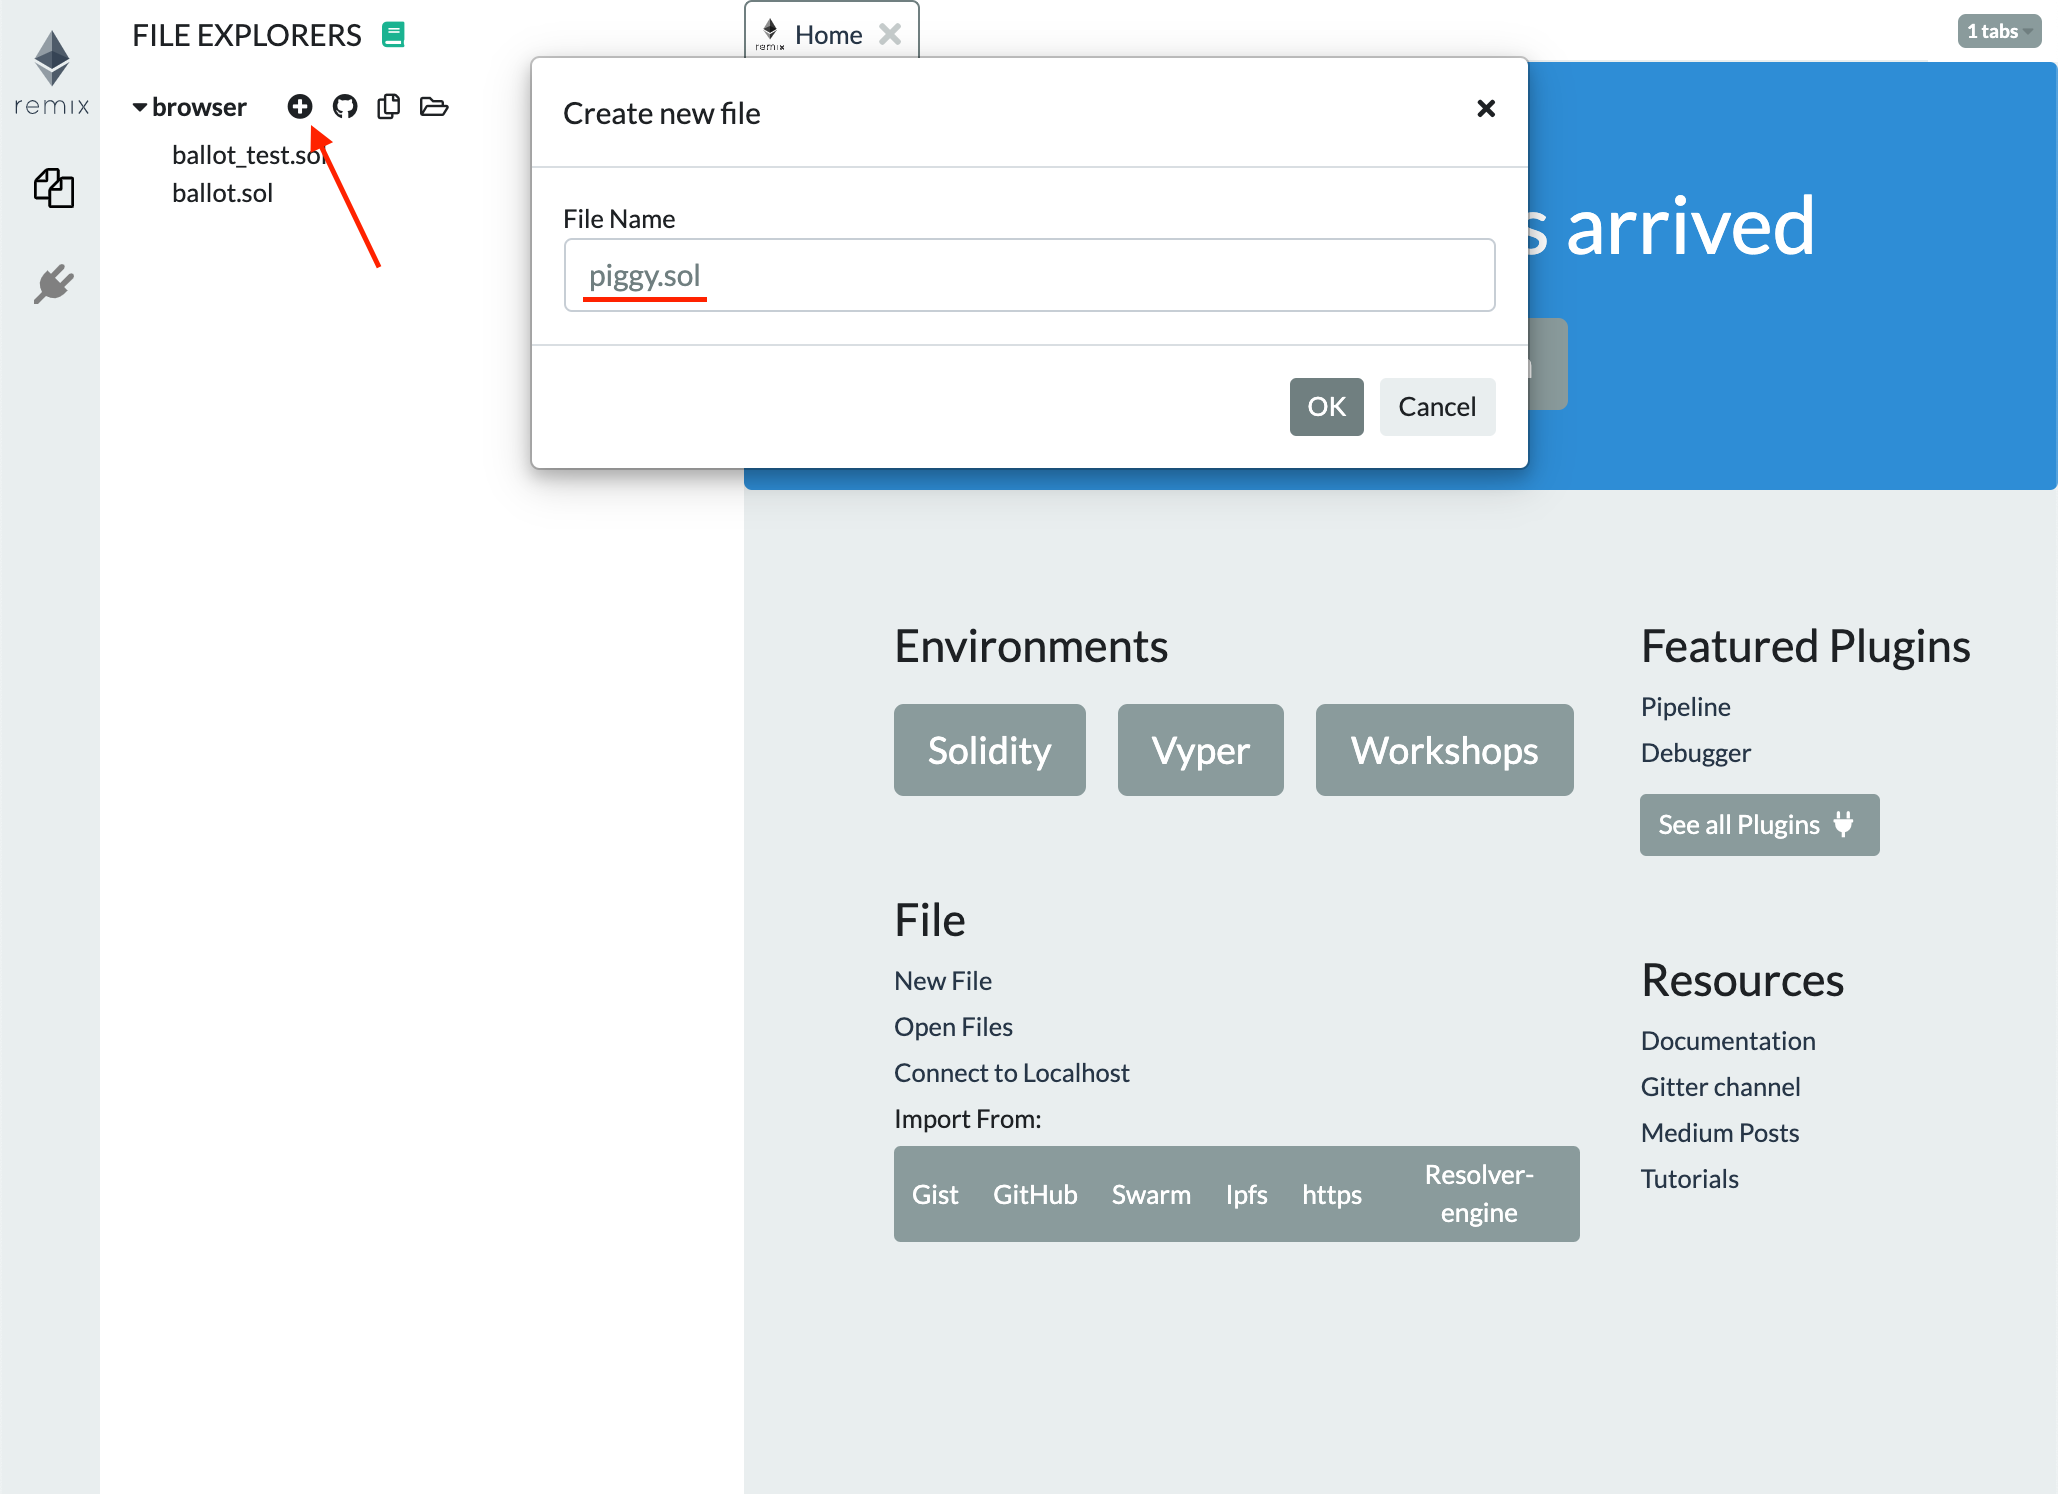 remix
FILE EXPLORERS
browser
ballot_test.sol
ballot.sol
remix
Home
1 tabs
Create new file
File Name
piggy.sol
OK
Cancel
s arrived
Environments
Solidity
Vyper
Workshops
File
New File
Open Files
Connect to Localhost
Import From:
Gist
GitHub
Swarm
Ipfs
https
Resolver-
engine
Featured Plugins
Pipeline
Debugger
See all Plugins
Resources
Documentation
Gitter channel
Medium Posts
Tutorials